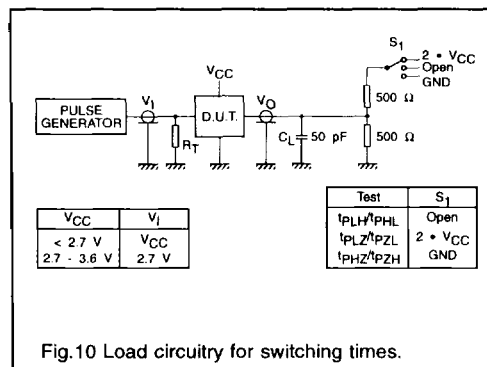 S1
2 • VCC
Open
GND
VCC
500 Ω
PULSE
GENERATOR
VI
D.U.T.
VO
RT
CL
50 pF
500 Ω
VCC VI
< 2.7 V VCC
2.7 - 3.6 V 2.7 V
Test S1
tPLH/tPHL Open
tPLZ/tPZL 2 • VCC
tPHZ/tPZH GND
Fig.10 Load circuitry for switching times.